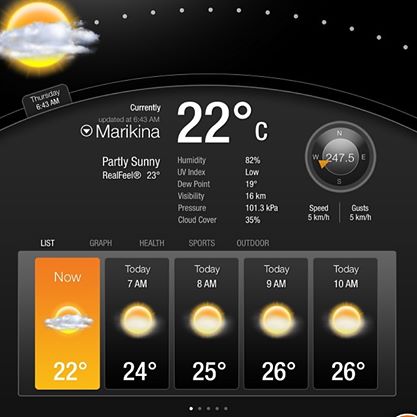 Thursday
6:43 AM
Currently
updated at 6:43 AM
Marikina
22°C
Partly Sunny
RealFeel® 23°
Humidity 82%
UV Index Low
Dew Point 19°
Visibility 16 km
Pressure 101.3 kPa
Cloud Cover 35%
N
W 247.5 E
S
Speed Gusts
5 km/h 5 km/h
LIST GRAPH HEALTH SPORTS OUTDOOR
Now
22°
Today
7 AM
24°
Today
8 AM
25°
Today
9 AM
26°
Today
10 AM
26°